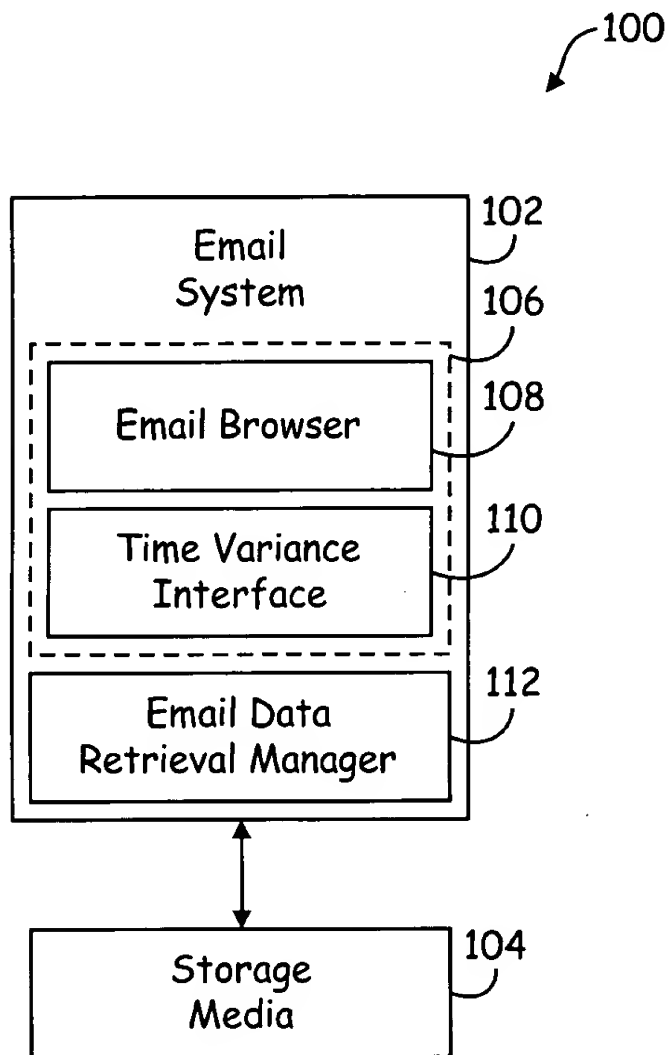 100
102
Email
System
106
108
Email Browser
110
Time Variance
Interface
112
Email Data
Retrieval Manager
104
Storage
Media